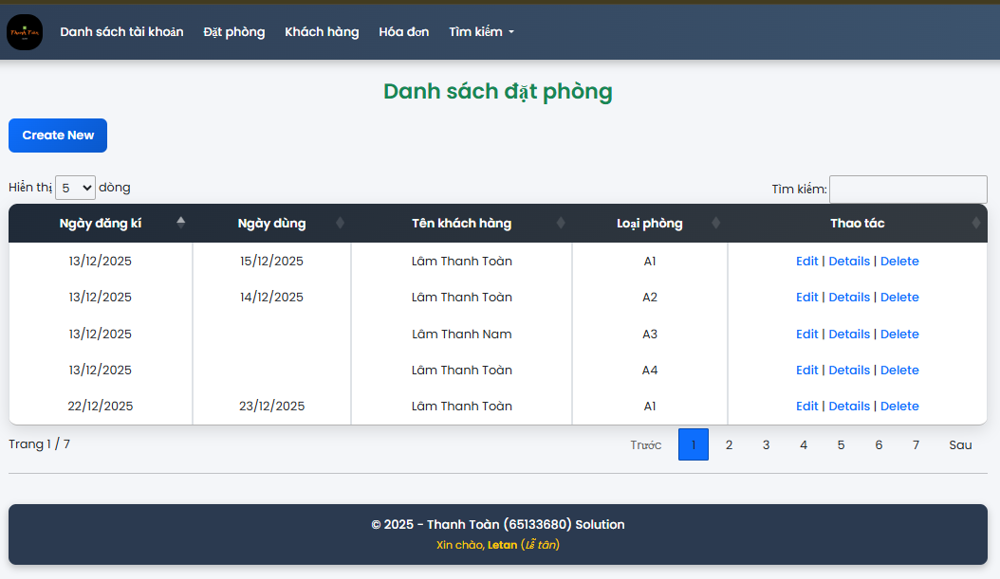 Thanh Toàn
Danh sách tài khoản Đặt phòng Khách hàng Hóa đơn Tìm kiếm
Danh sách đặt phòng
Create New
Hiển thị 5 dòng Tìm kiếm:
Ngày đăng kí Ngày dùng Tên khách hàng Loại phòng Thao tác
13/12/2025 15/12/2025 Lâm Thanh Toàn A1 Edit | Details | Delete
13/12/2025 14/12/2025 Lâm Thanh Toàn A2 Edit | Details | Delete
13/12/2025 Lâm Thanh Nam A3 Edit | Details | Delete
13/12/2025 Lâm Thanh Toàn A4 Edit | Details | Delete
22/12/2025 23/12/2025 Lâm Thanh Toàn A1 Edit | Details | Delete
Trang 1 / 7 Trước 1 2 3 4 5 6 7 Sau
© 2025 - Thanh Toàn (65133680) Solution
Xin chào, Letan (Lễ tân)